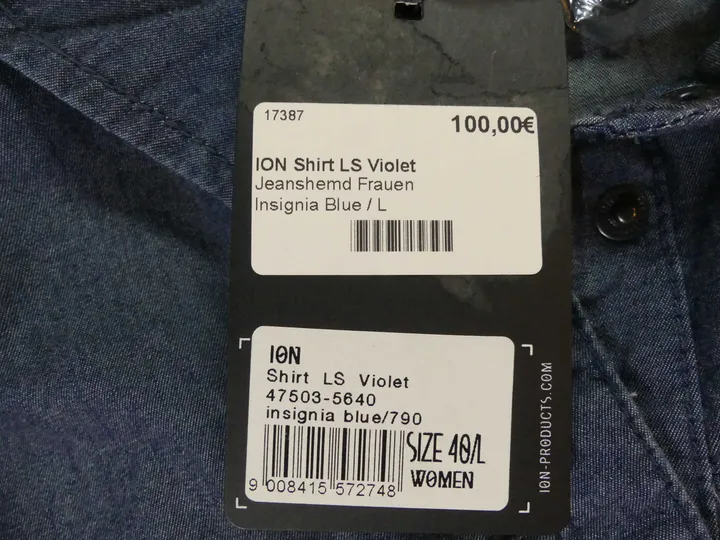 17387
100,00€
ION Shirt LS Violet
Jeanshemd Frauen
Insignia Blue / L
ION
Shirt LS Violet
47503-5640
insignia blue/790
SIZE 40/L
WOMEN
9 008415 572748
ION-PRODUCTS.COM